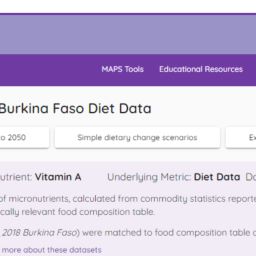 MAPS Tools Educational Resources
Burkina Faso Diet Data
to 2050 Simple dietary change scenarios
utrient: Vitamin A Underlying Metric: Diet Data
of micronutrients, calculated from commodity statistics reporte
cally relevant food composition table.
2018 Burkina Faso) were matched to food composition table
more about these datasets